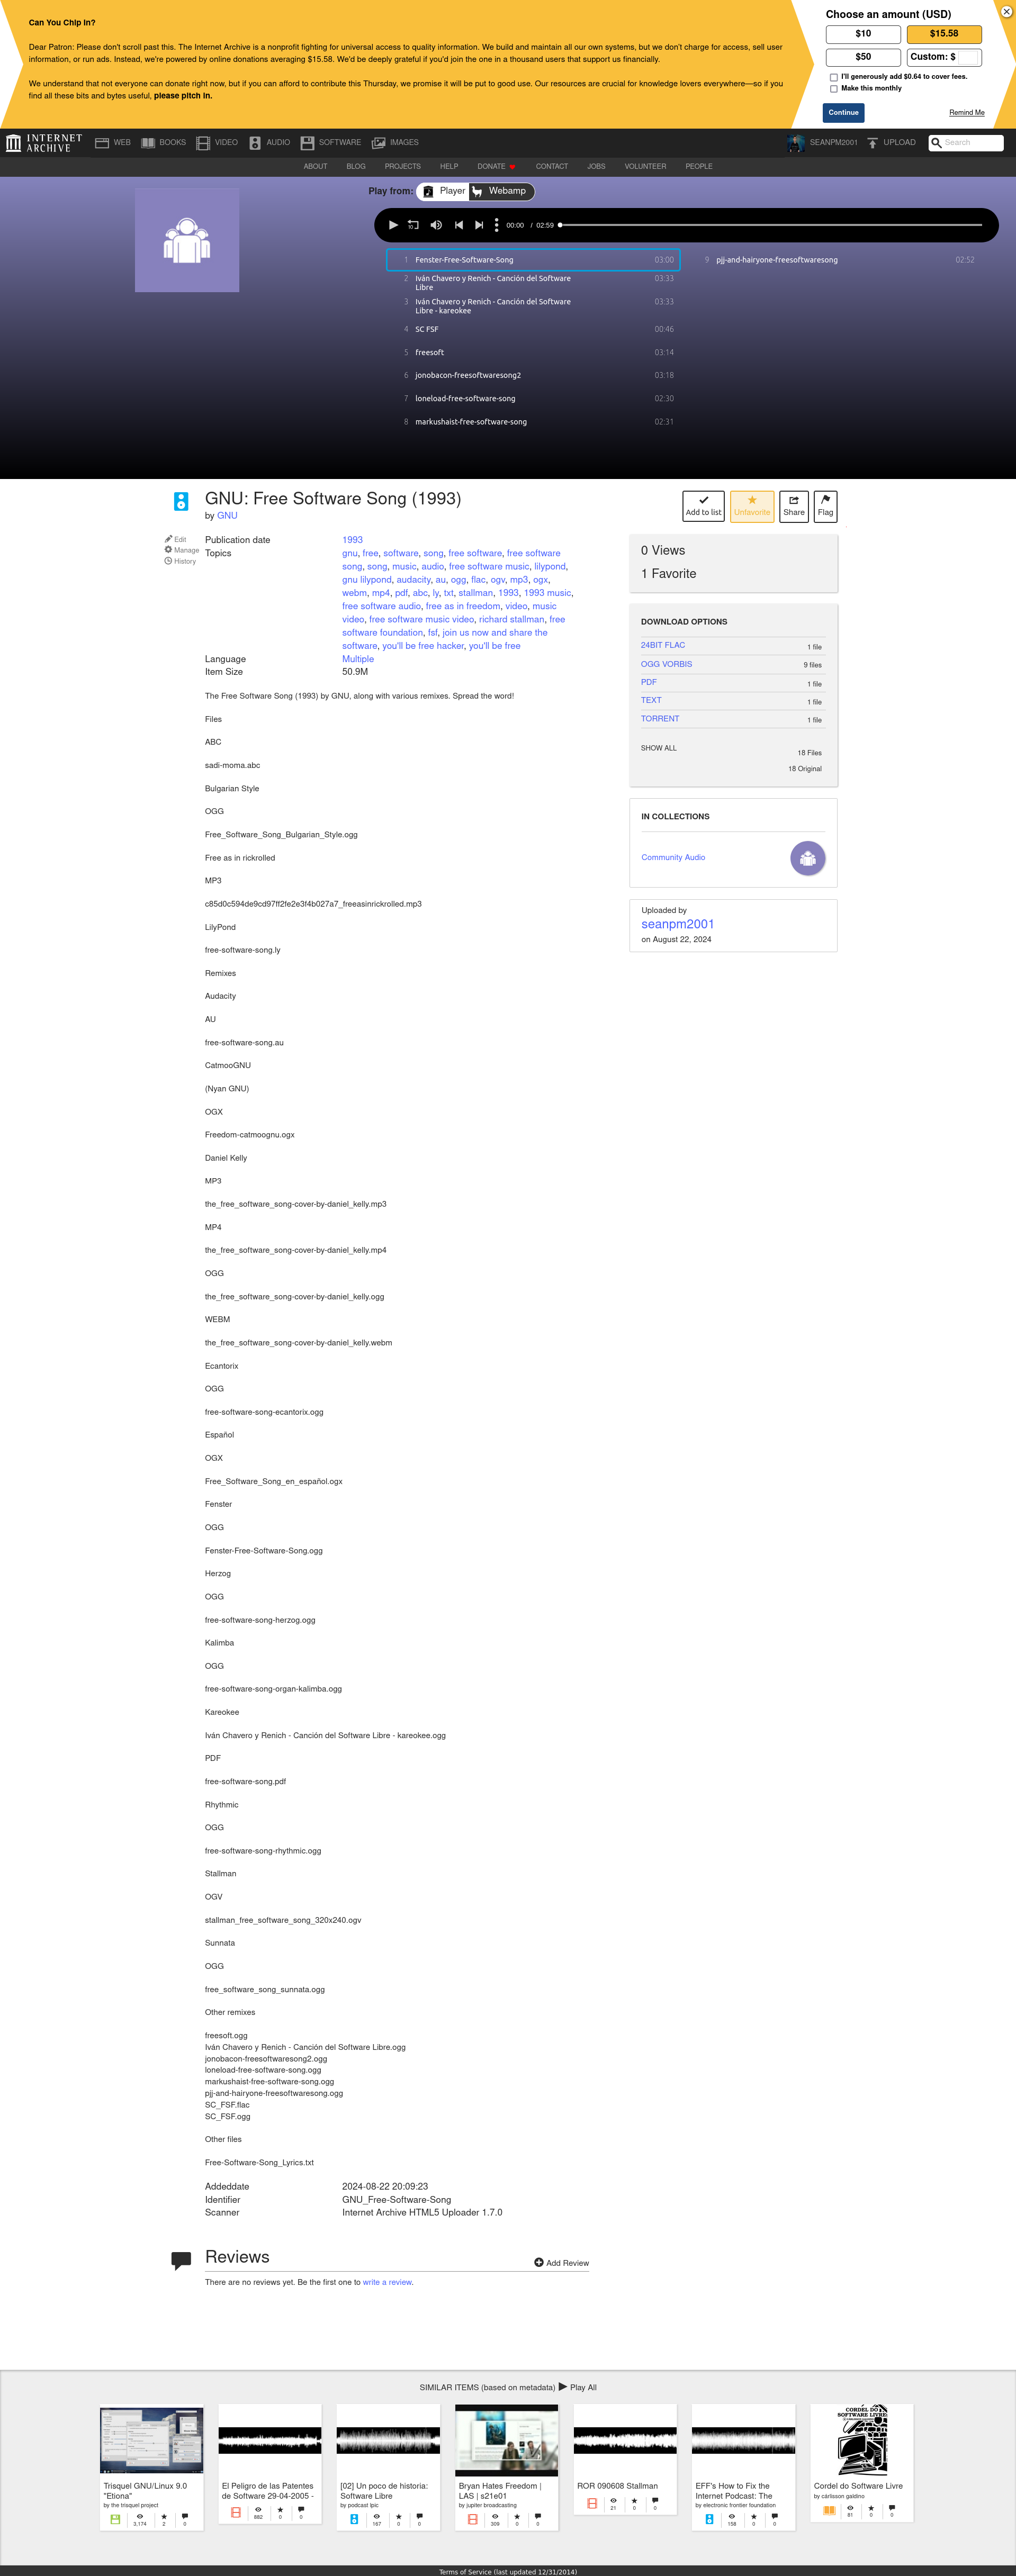 Can You Chip In?
Dear Patron: Please don't scroll past this. The Internet Archive is a nonprofit fighting for universal access to quality information. We build and maintain all our own systems, but we don't charge for access, sell user
information, or run ads. Instead, we're powered by online donations averaging $15.58. We'd be deeply grateful if you'd join the one in a thousand users that support us financially.
We understand that not everyone can donate right now, but if you can afford to contribute this Thursday, we promise it will be put to good use. Our resources are crucial for knowledge lovers everywhere—so if you
find all these bits and bytes useful, please pitch in.
Choose an amount (USD)
$10
$15.58
$50
Custom: $
I'll generously add $0.64 to cover fees.
Make this monthly
Continue
Remind Me
INTERNET ARCHIVE
WEB
BOOKS
VIDEO
AUDIO
SOFTWARE
IMAGES
SEANPM2001
UPLOAD
Search
ABOUT
BLOG
PROJECTS
HELP
DONATE
CONTACT
JOBS
VOLUNTEER
PEOPLE
Play from:
Player
Webamp
10
00:00 / 02:59
1 Fenster-Free-Software-Song 03:00
2 Iván Chavero y Renich - Canción del Software
Libre 03:33
3 Iván Chavero y Renich - Canción del Software
Libre - kareokee 03:33
4 SC FSF 00:46
5 freesoft 03:14
6 jonobacon-freesoftwaresong2 03:18
7 loneload-free-software-song 02:30
8 markushaist-free-software-song 02:31
9 pjj-and-hairyone-freesoftwaresong 02:52
GNU: Free Software Song (1993)
by GNU
Add to list
Unfavorite
Share
Flag
Edit
Manage
History
Publication date 1993
Topics gnu, free, software, song, free software, free software
song, song, music, audio, free software music, lilypond,
gnu lilypond, audacity, au, ogg, flac, ogv, mp3, ogx,
webm, mp4, pdf, abc, ly, txt, stallman, 1993, 1993 music,
free software audio, free as in freedom, video, music
video, free software music video, richard stallman, free
software foundation, fsf, join us now and share the
software, you'll be free hacker, you'll be free
Language Multiple
Item Size 50.9M
The Free Software Song (1993) by GNU, along with various remixes. Spread the word!
Files
ABC
sadi-moma.abc
Bulgarian Style
OGG
Free_Software_Song_Bulgarian_Style.ogg
Free as in rickrolled
MP3
c85d0c594de9cd97ff2fe2e3f4b027a7_freeasinrickrolled.mp3
LilyPond
free-software-song.ly
Remixes
Audacity
AU
free-software-song.au
CatmooGNU
(Nyan GNU)
OGX
Freedom-catmoognu.ogx
Daniel Kelly
MP3
the_free_software_song-cover-by-daniel_kelly.mp3
MP4
the_free_software_song-cover-by-daniel_kelly.mp4
OGG
the_free_software_song-cover-by-daniel_kelly.ogg
WEBM
the_free_software_song-cover-by-daniel_kelly.webm
Ecantorix
OGG
free-software-song-ecantorix.ogg
Español
OGX
Free_Software_Song_en_español.ogx
Fenster
OGG
Fenster-Free-Software-Song.ogg
Herzog
OGG
free-software-song-herzog.ogg
Kalimba
OGG
free-software-song-organ-kalimba.ogg
Kareokee
Iván Chavero y Renich - Canción del Software Libre - kareokee.ogg
PDF
free-software-song.pdf
Rhythmic
OGG
free-software-song-rhythmic.ogg
Stallman
OGV
stallman_free_software_song_320x240.ogv
Sunnata
OGG
free_software_song_sunnata.ogg
Other remixes
freesoft.ogg
Iván Chavero y Renich - Canción del Software Libre.ogg
jonobacon-freesoftwaresong2.ogg
loneload-free-software-song.ogg
markushaist-free-software-song.ogg
pjj-and-hairyone-freesoftwaresong.ogg
SC_FSF.flac
SC_FSF.ogg
Other files
Free-Software-Song_Lyrics.txt
Addeddate 2024-08-22 20:09:23
Identifier GNU_Free-Software-Song
Scanner Internet Archive HTML5 Uploader 1.7.0
0 Views
1 Favorite
DOWNLOAD OPTIONS
24BIT FLAC 1 file
OGG VORBIS 9 files
PDF 1 file
TEXT 1 file
TORRENT 1 file
SHOW ALL 18 Files
18 Original
IN COLLECTIONS
Community Audio
Uploaded by
seanpm2001
on August 22, 2024
Reviews
Add Review
There are no reviews yet. Be the first one to write a review.
SIMILAR ITEMS (based on metadata) Play All
Trisquel GNU/Linux 9.0
"Etiona"
by the trisquel project
3,174 2 0
El Peligro de las Patentes
de Software 29-04-2005 -
882 0 0
[02] Un poco de historia:
Software Libre
by podcast ipic
167 0 0
Bryan Hates Freedom |
LAS | s21e01
by jupiter broadcasting
309 0 0
ROR 090608 Stallman
21 0 0
EFF's How to Fix the
Internet Podcast: The
by electronic frontier foundation
158 0 0
CORDEL DO
SOFTWARE LIVRE
Cordel do Software Livre
by cárlisson galdino
81 0 0
Terms of Service (last updated 12/31/2014)